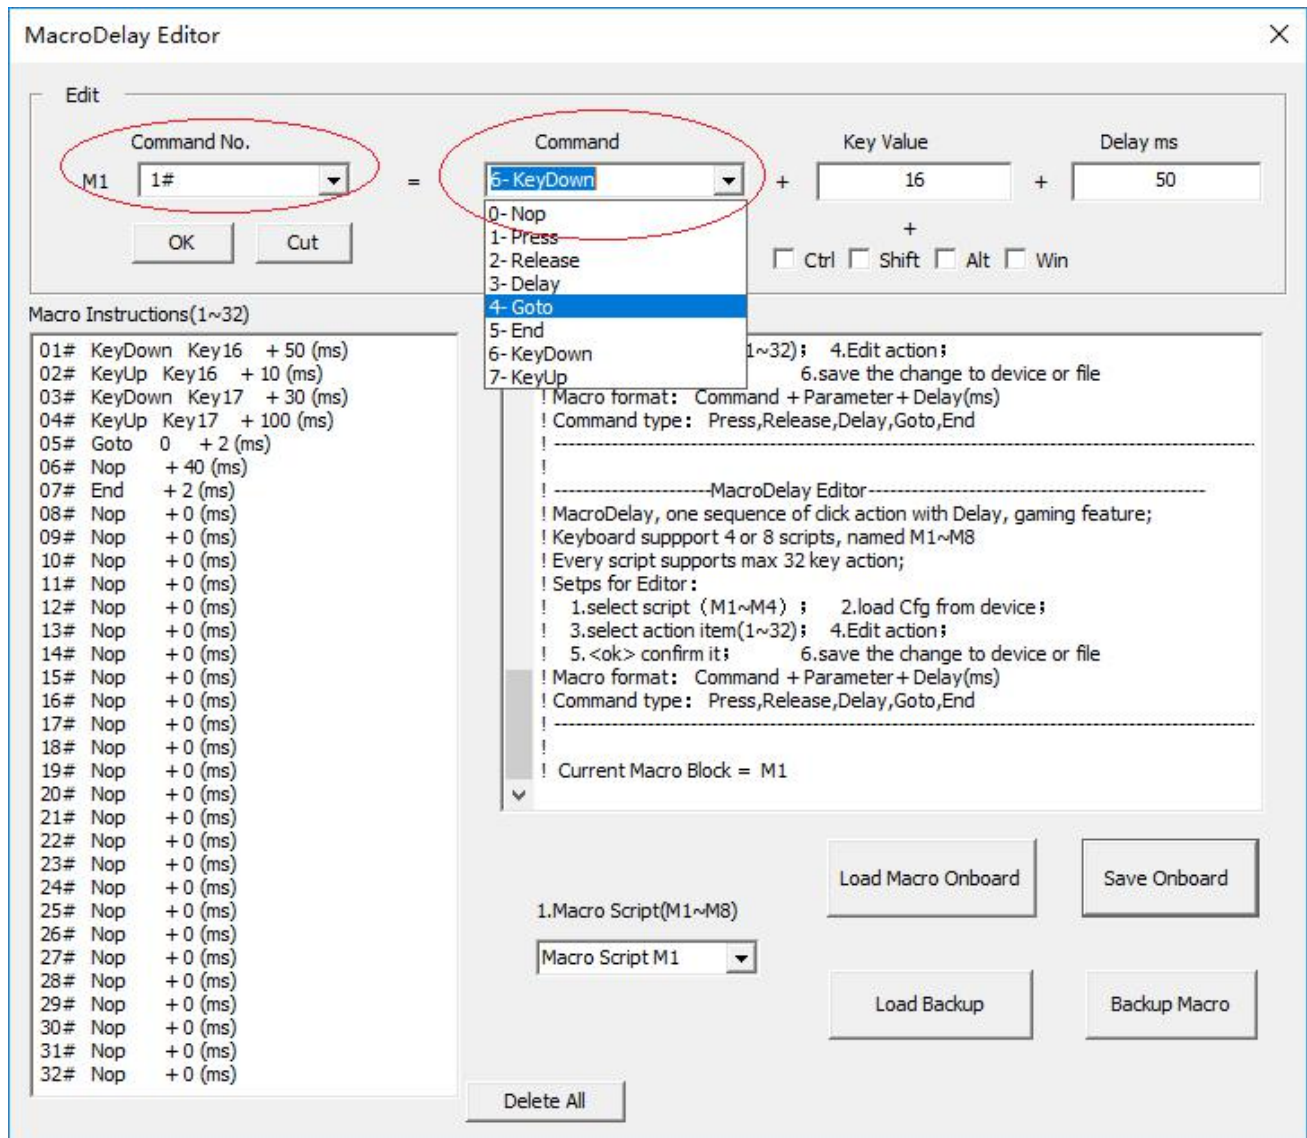 MacroDelay Editor
Edit
Command No. Command Key Value Delay ms
M1 1# = 6- KeyDown + 16 + 50
0- Nop
1- Press
2- Release
3- Delay
4- Goto
5- End
6- KeyDown
7- KeyUp
+
OK Cut
Ctrl Shift Alt Win
Macro Instructions(1~32)
01# KeyDown Key16 + 50 (ms)
02# KeyUp Key16 + 10 (ms)
03# KeyDown Key17 + 30 (ms)
04# KeyUp Key17 + 100 (ms)
05# Goto 0 + 2 (ms)
06# Nop + 40 (ms)
07# End + 2 (ms)
08# Nop + 0 (ms)
09# Nop + 0 (ms)
10# Nop + 0 (ms)
11# Nop + 0 (ms)
12# Nop + 0 (ms)
13# Nop + 0 (ms)
14# Nop + 0 (ms)
15# Nop + 0 (ms)
16# Nop + 0 (ms)
17# Nop + 0 (ms)
18# Nop + 0 (ms)
19# Nop + 0 (ms)
20# Nop + 0 (ms)
21# Nop + 0 (ms)
22# Nop + 0 (ms)
23# Nop + 0 (ms)
24# Nop + 0 (ms)
25# Nop + 0 (ms)
26# Nop + 0 (ms)
27# Nop + 0 (ms)
28# Nop + 0 (ms)
29# Nop + 0 (ms)
30# Nop + 0 (ms)
31# Nop + 0 (ms)
32# Nop + 0 (ms)
1~32); 4.Edit action;
6.save the change to device or file
! Macro format: Command + Parameter + Delay(ms)
! Command type: Press,Release,Delay,Goto,End
! ----------------------------------------------------------------
!
! ----------------------MacroDelay Editor----------------------------------------------
! MacroDelay, one sequence of click action with Delay, gaming feature;
! Keyboard suppport 4 or 8 scripts, named M1~M8
! Every script supports max 32 key action;
! Setps for Editor:
! 1.select script (M1~M4) ; 2.load Cfg from device;
! 3.select action item(1~32); 4.Edit action;
! 5.<ok> confirm it; 6.save the change to device or file
! Macro format: Command + Parameter + Delay(ms)
! Command type: Press,Release,Delay,Goto,End
! ----------------------------------------------------------------
!
! Current Macro Block = M1
1.Macro Script(M1~M8)
Macro Script M1
Load Macro Onboard Save Onboard
Load Backup Backup Macro
Delete All